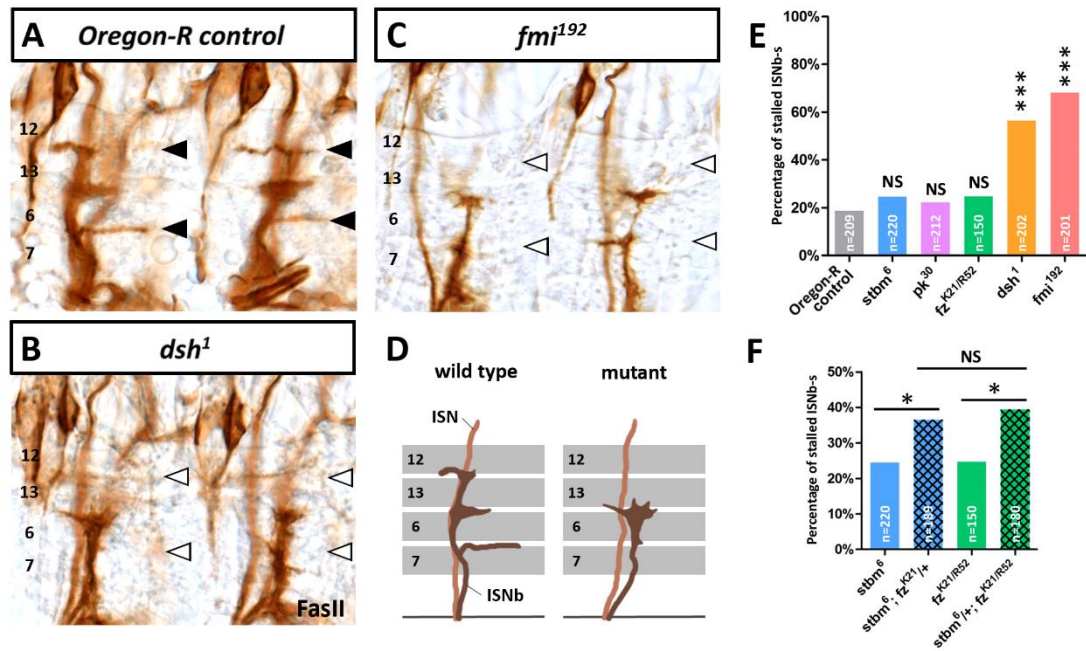 A
Oregon-R control
12
13
6
7
B
dsh¹
13
6
7
FasII
C
fmi¹⁹²
12
13
6
7
D
wild type
mutant
ISN
12
12
13
13
6
6
7
7
ISNb
E
Percentage of stalled ISNb-s
100%
80%
60%
40%
20%
0%
NS
NS
NS
***
***
n=209
n=220
n=212
n=150
n=202
n=201
Oregon-R
control
stbm⁶
pk³⁰
fzᴷ²¹/ᴿ⁵²
dsh¹
fmi¹⁹²
F
Percentage of stalled ISNb-s
50%
40%
30%
20%
10%
0%
NS
*
*
n=220
n=189
n=150
n=180
stbm⁶
stbm⁶; fzᴷ²¹/+
fzᴷ²¹/ᴿ⁵²
stbm⁶/+; fzᴷ²¹/ᴿ⁵²